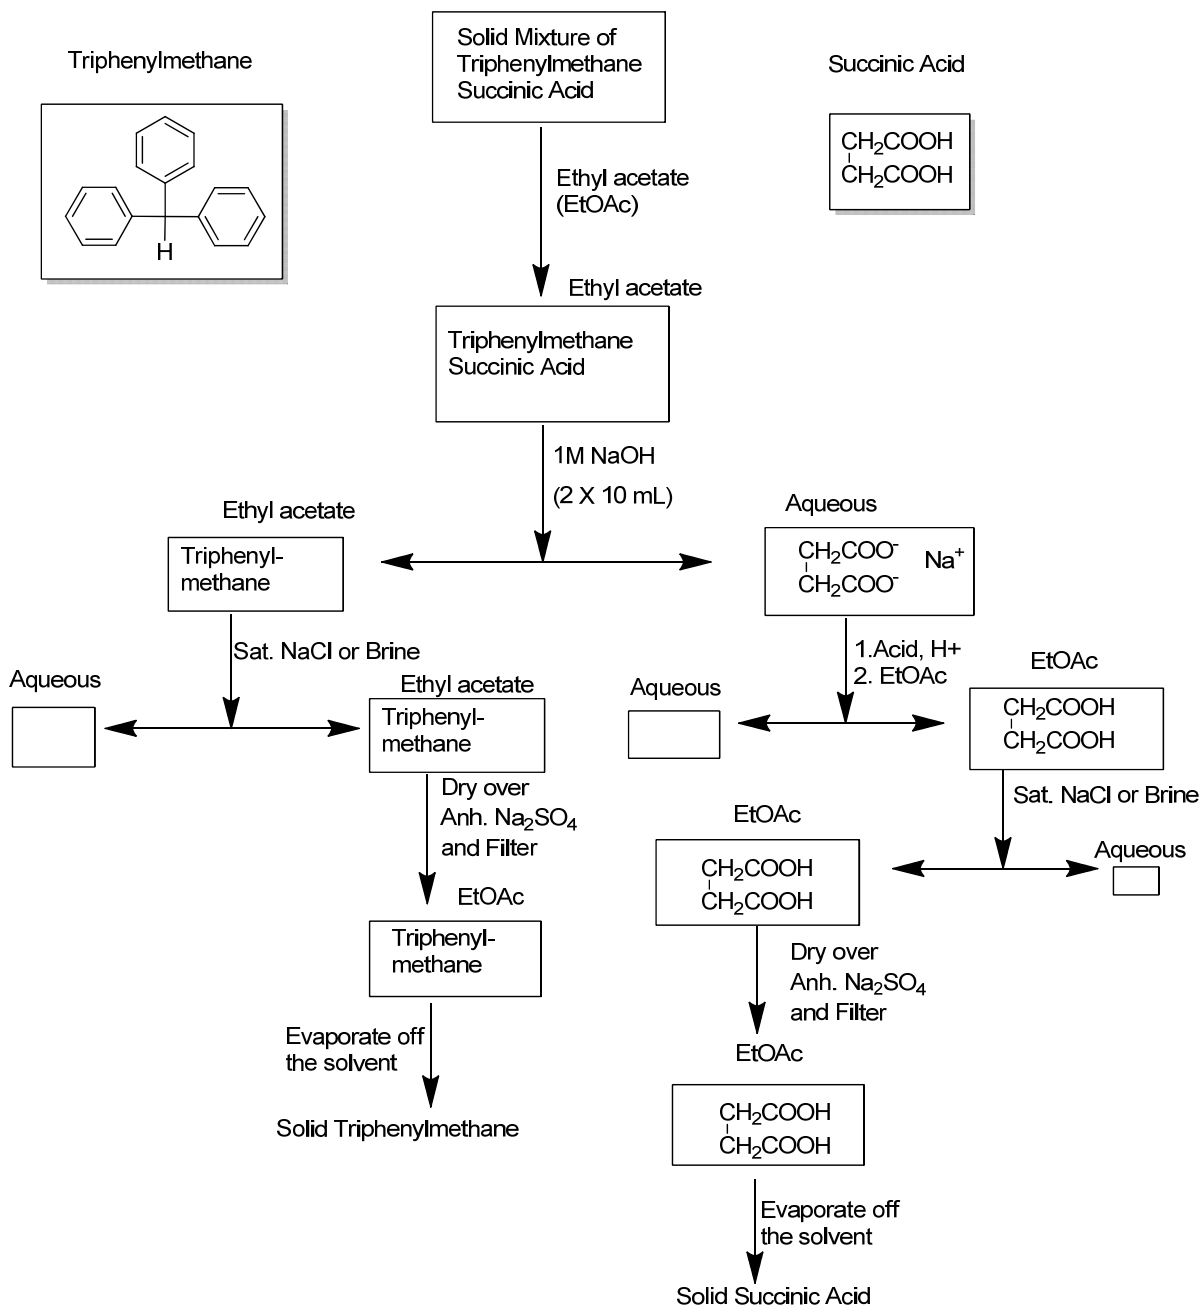 Triphenylmethane
Solid Mixture of
Triphenylmethane
Succinic Acid
Succinic Acid
H
CH₂COOH
CH₂COOH
Ethyl acetate
(EtOAc)
Ethyl acetate
Triphenylmethane
Succinic Acid
1M NaOH
(2 X 10 mL)
Ethyl acetate
Triphenyl-
methane
Aqueous
CH₂COO⁻
CH₂COO⁻
Na⁺
Sat. NaCl or Brine
Aqueous
Ethyl acetate
Triphenyl-
methane
1.Acid, H+
2. EtOAc
Aqueous
EtOAc
CH₂COOH
CH₂COOH
Dry over
Anh. Na₂SO₄
and Filter
Sat. NaCl or Brine
EtOAc
CH₂COOH
CH₂COOH
Aqueous
EtOAc
Triphenyl-
methane
Dry over
Anh. Na₂SO₄
and Filter
Evaporate off
the solvent
EtOAc
CH₂COOH
CH₂COOH
Solid Triphenylmethane
Evaporate off
the solvent
Solid Succinic Acid